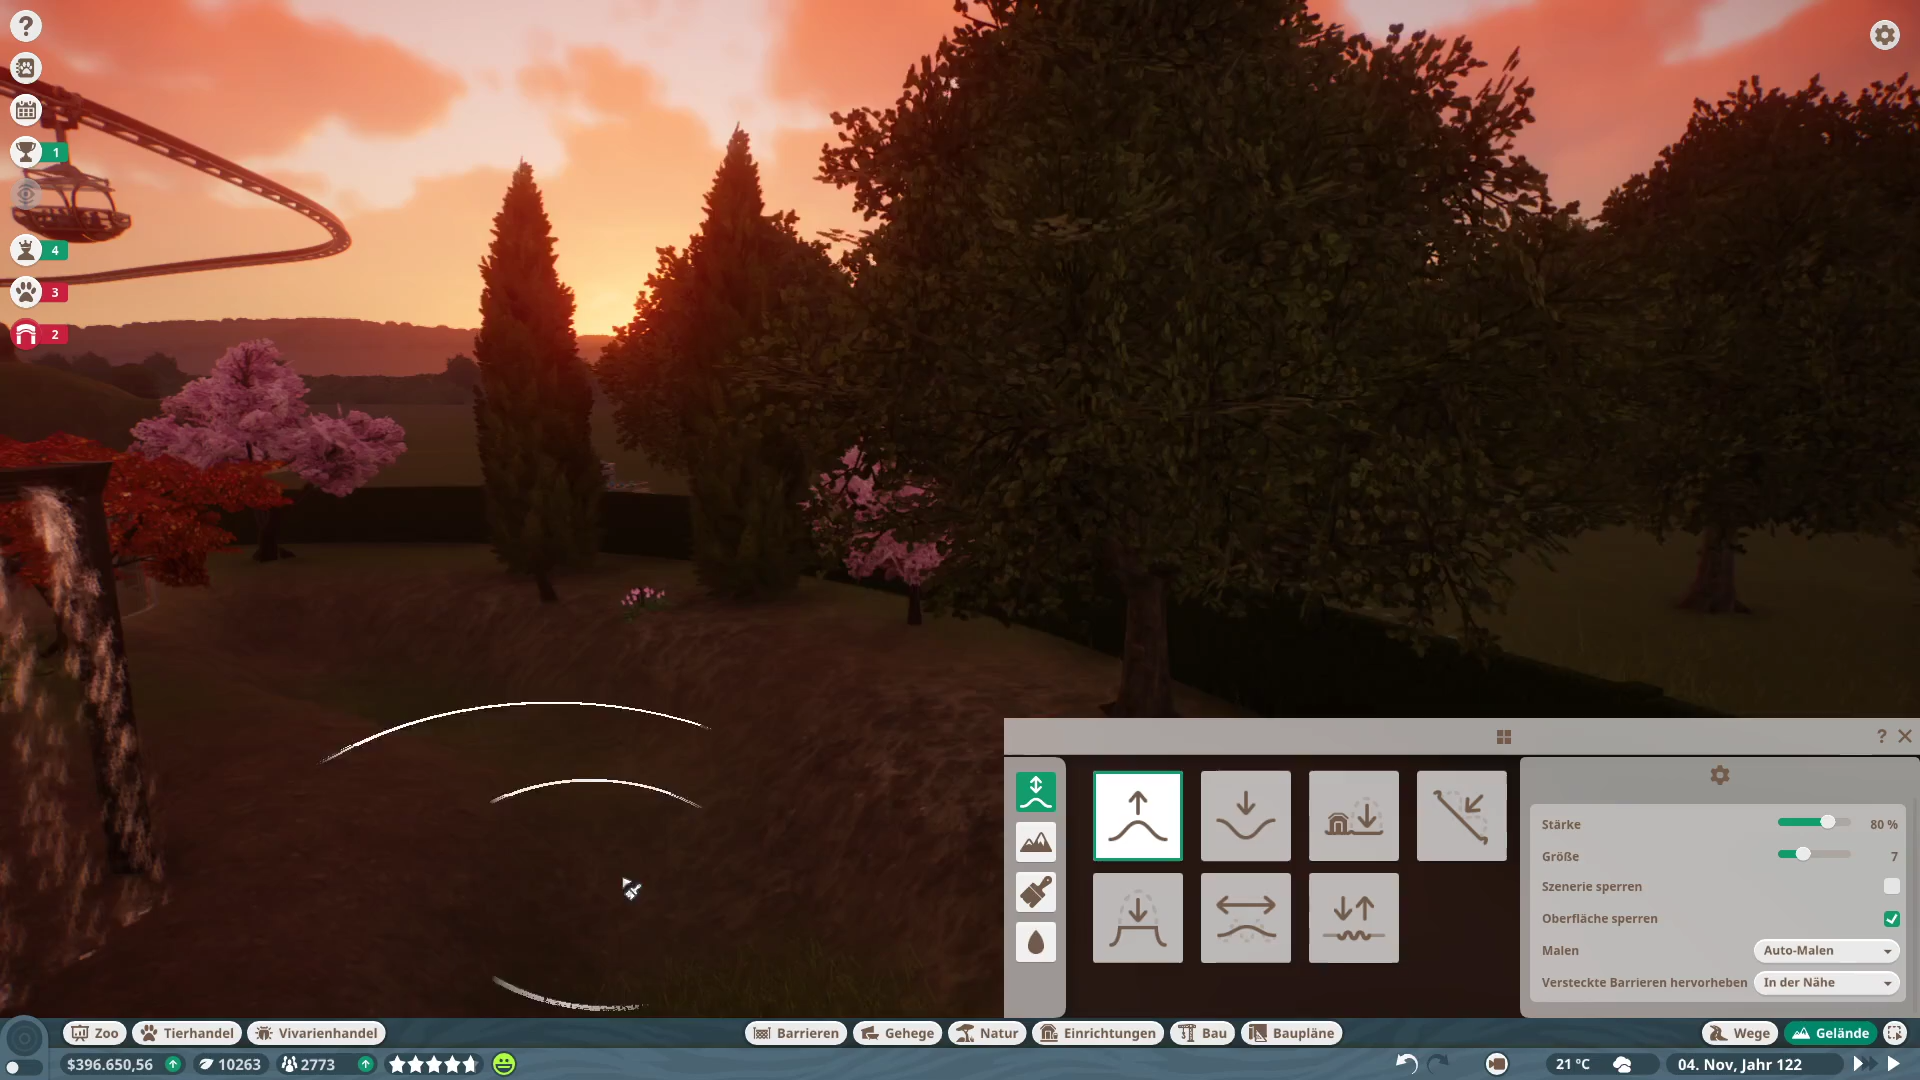 ?
1
4
3
2
?
Stärke 80 %
Größe 7
Szenerie sperren
Oberfläche sperren
Malen Auto-Malen
Versteckte Barrieren hervorheben In der Nähe
Zoo Tierhandel Vivarienhandel Barrieren Gehege Natur Einrichtungen Bau Baupläne Wege Gelände
$396.650,56 10263 2773 21 °C 04. Nov, Jahr 122